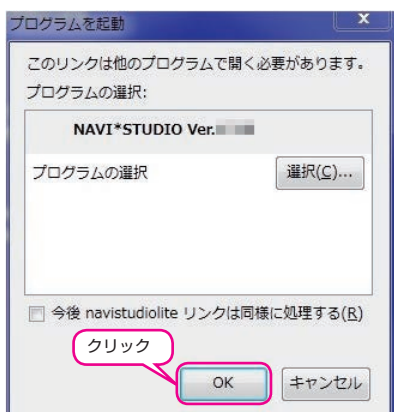 プログラムを起動
X
このリンクは他のプログラムで開く必要があります。
プログラムの選択:
NAVI*STUDIO Ver.
プログラムの選択
選択(C)...
今後 navistudiolite リンクは同様に処理する(R)
クリック
OK
キャンセル